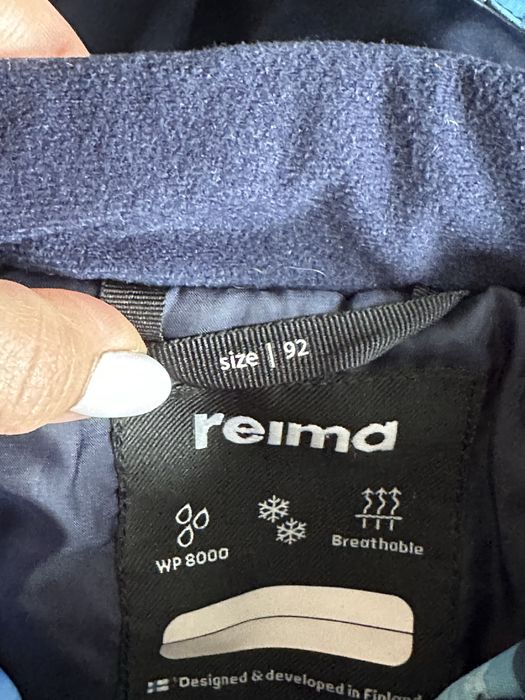 size | 92
reima
WP 8000
Breathable
Designed & developed in Finland